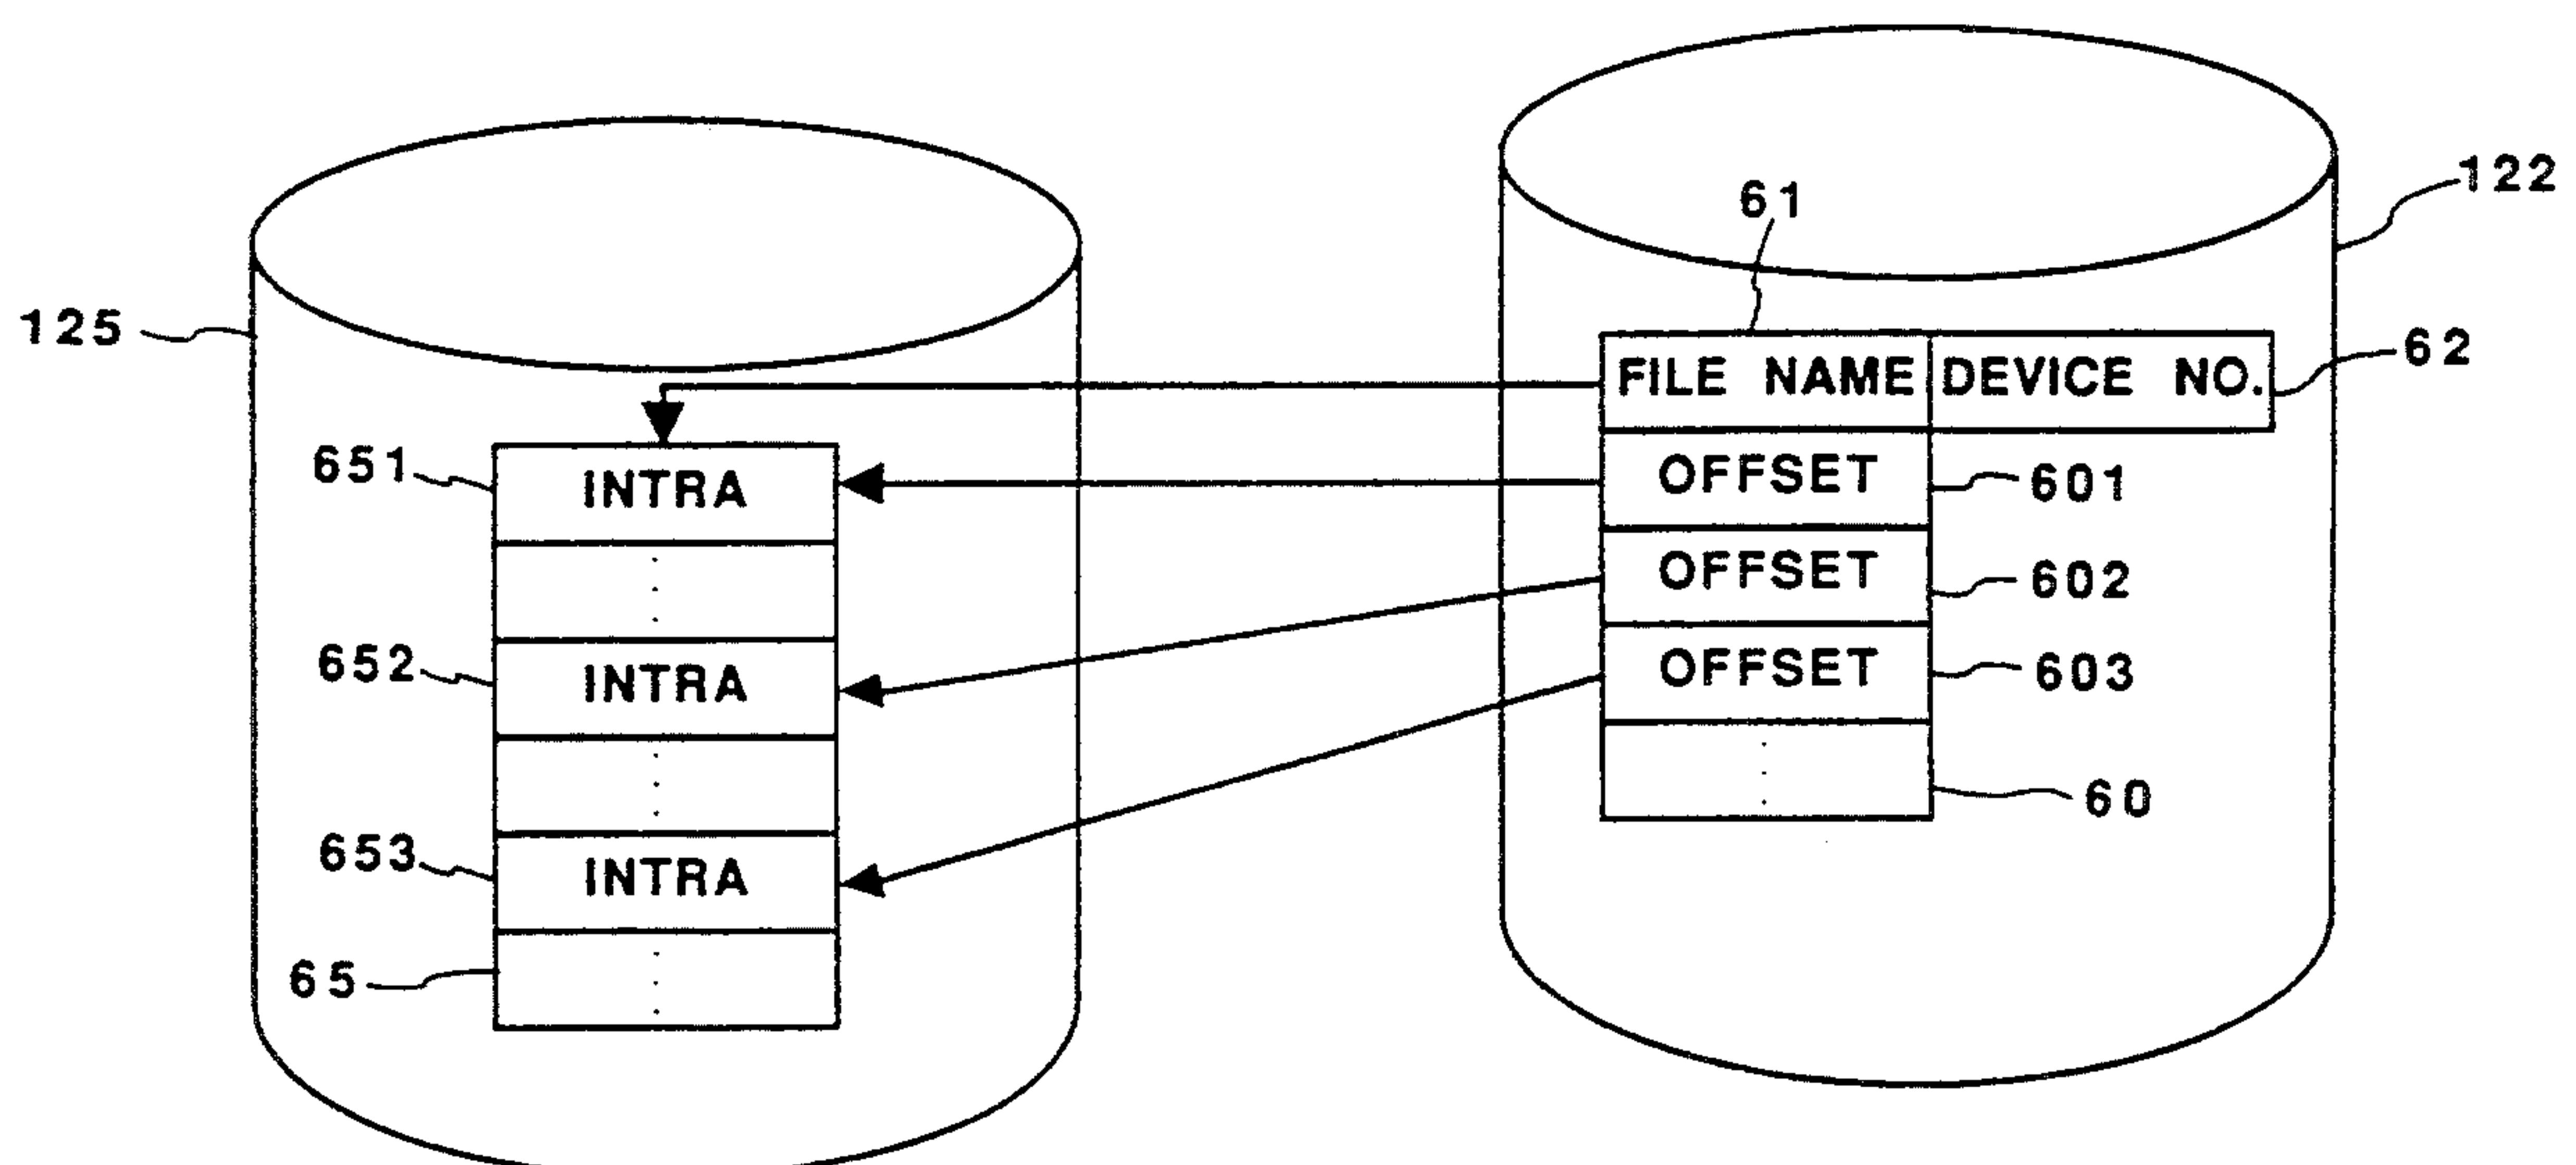 122
61
125
FILE NAME DEVICE NO.
62
651
INTRA
OFFSET
601
OFFSET
602
652
INTRA
OFFSET
603
60
653
INTRA
65